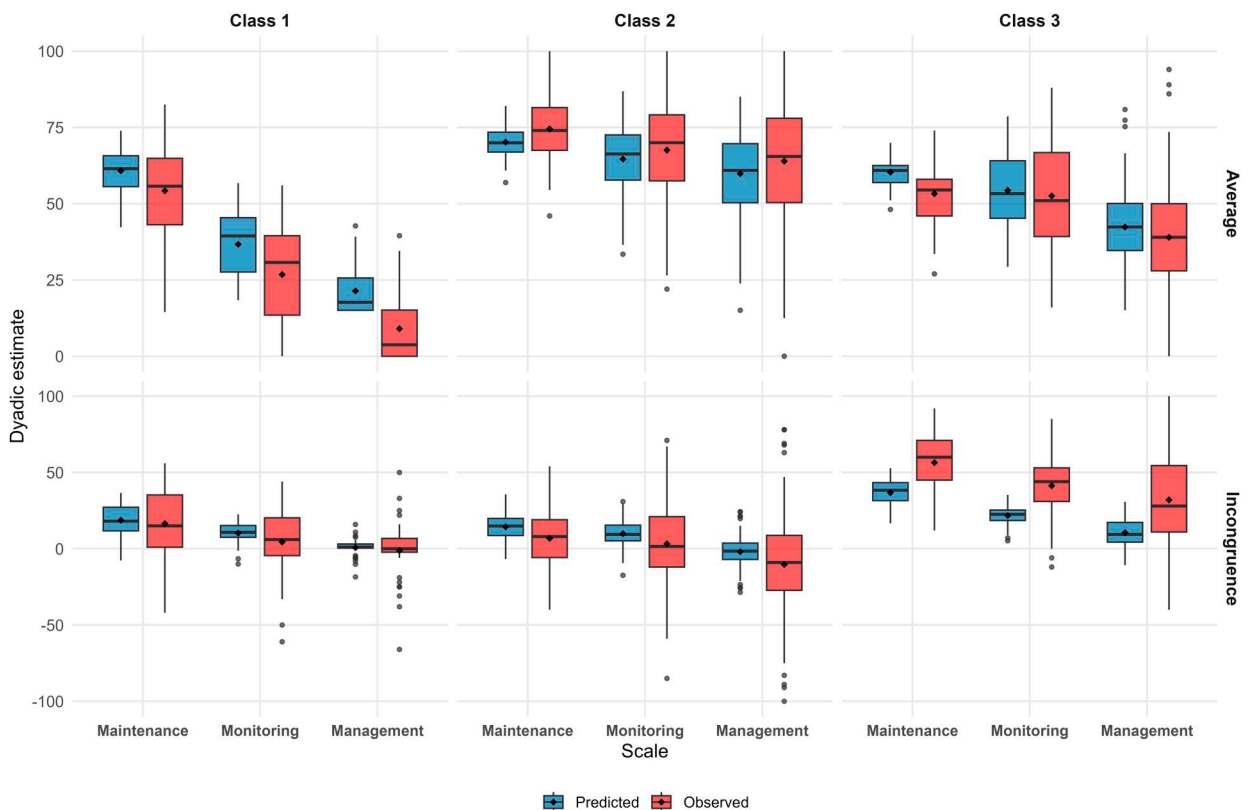 Class 1 Class 2 Class 3
100
75
50
25
0
Average
Dyadic estimate
100
50
0
-50
-100
Incongruence
Maintenance Monitoring Management Maintenance Monitoring Management Maintenance Monitoring Management
Scale
Predicted Observed